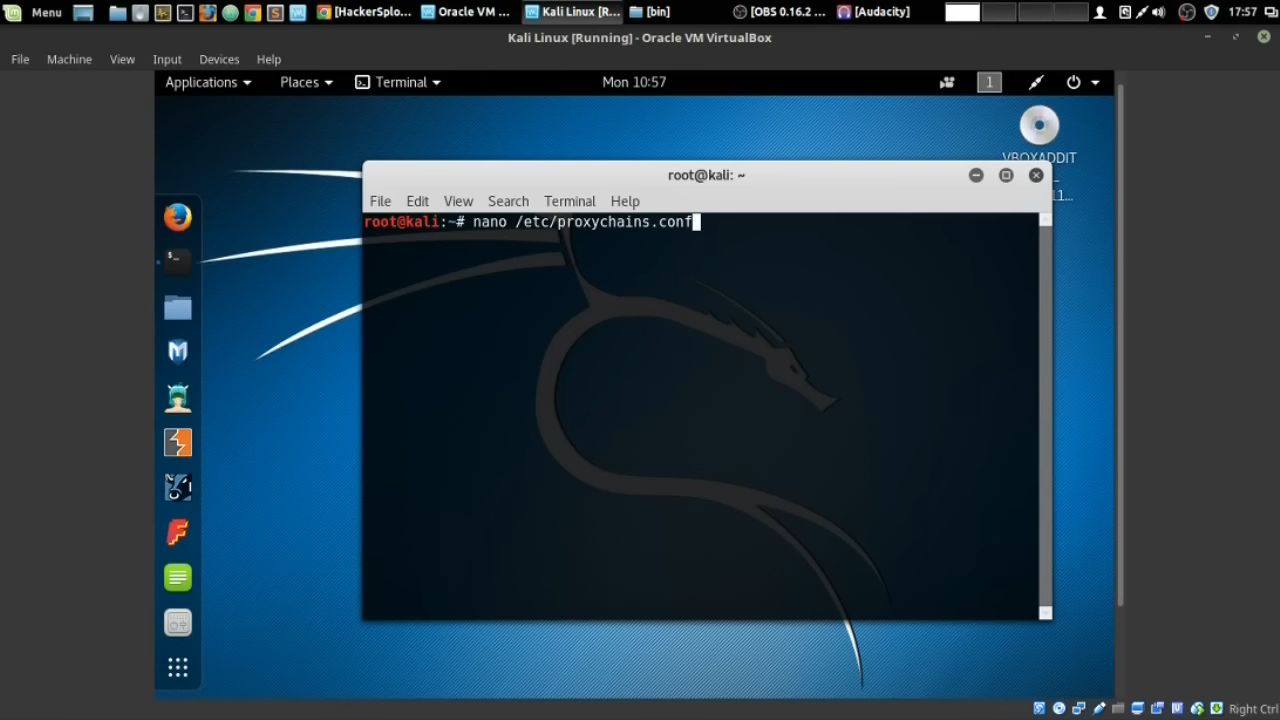 Menu [HackerSplo... Oracle VM ... Kali Linux [R... [bin] [OBS 0.16.2 ... [Audacity] 17:57
Kali Linux [Running] - Oracle VM VirtualBox
File Machine View Input Devices Help
Applications Places Terminal Mon 10:57 1
VBOXADDIT
root@kali: ~
File Edit View Search Terminal Help
root@kali:~# nano /etc/proxychains.conf
Right Ctrl